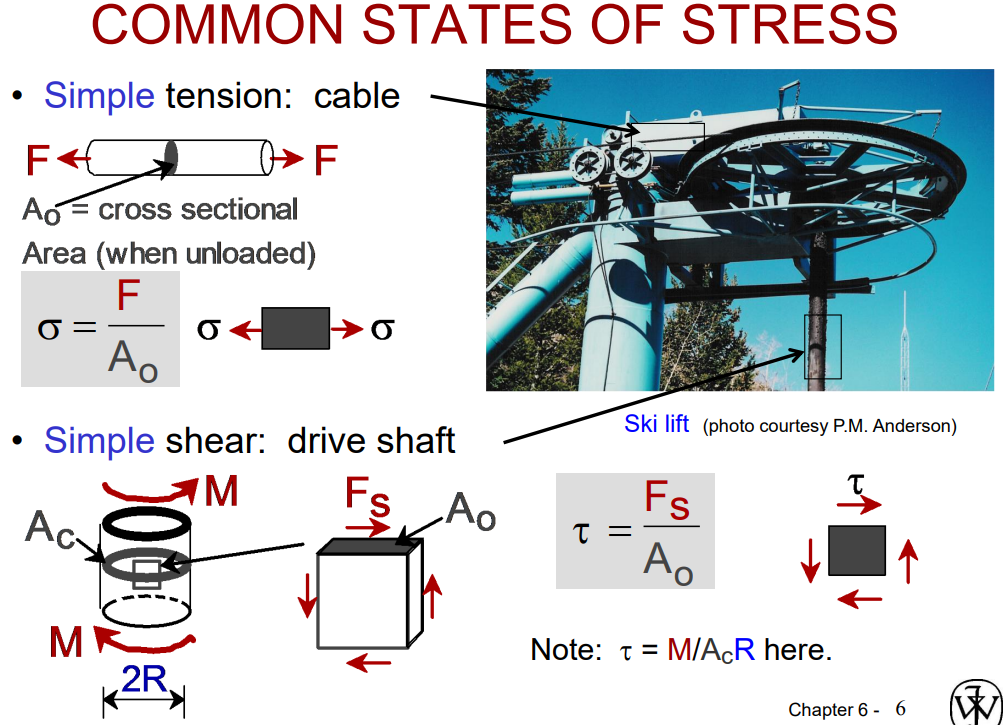 COMMON STATES OF STRESS
• Simple tension: cable
F F
Ao = cross sectional
Area (when unloaded)
σ = F / Ao
σ σ
Ski lift (photo courtesy P.M. Anderson)
• Simple shear: drive shaft
M
Ac
M
2R
Fs
Ao
τ = Fs / Ao
τ
Note: τ = M/AcR here.
Chapter 6 - 6